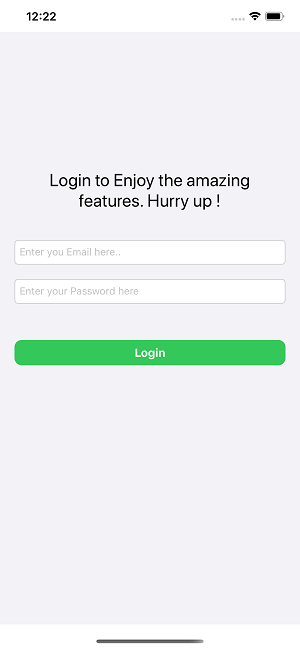 12:22
Login to Enjoy the amazing
features. Hurry up !
Enter you Email here..
Enter your Password here
Login